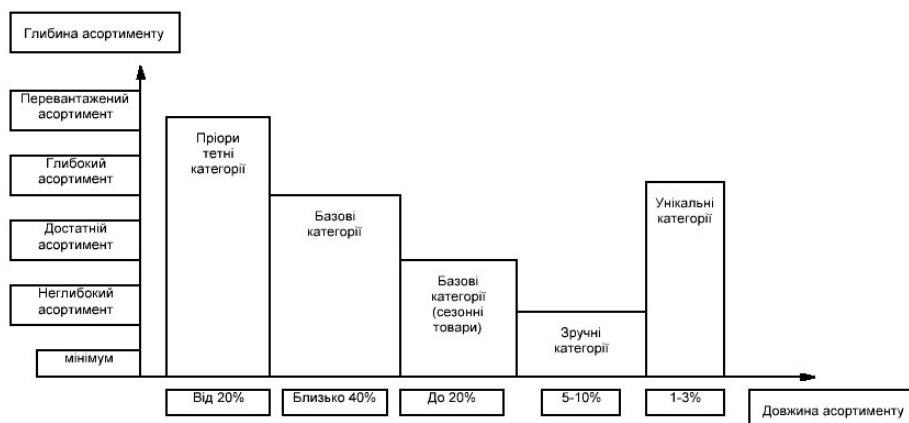 Глибина асортименту
Перевантажений
асортимент
Глибокий
асортимент
Достатній
асортимент
Неглибокий
асортимент
мінімум
Пріори
тетні
категорії
Базові
категорії
Базові
категорії
(сезонні
товари)
Зручні
категорії
Унікальні
категорії
Від 20%
Близько 40%
До 20%
5-10%
1-3%
Довжина асортименту